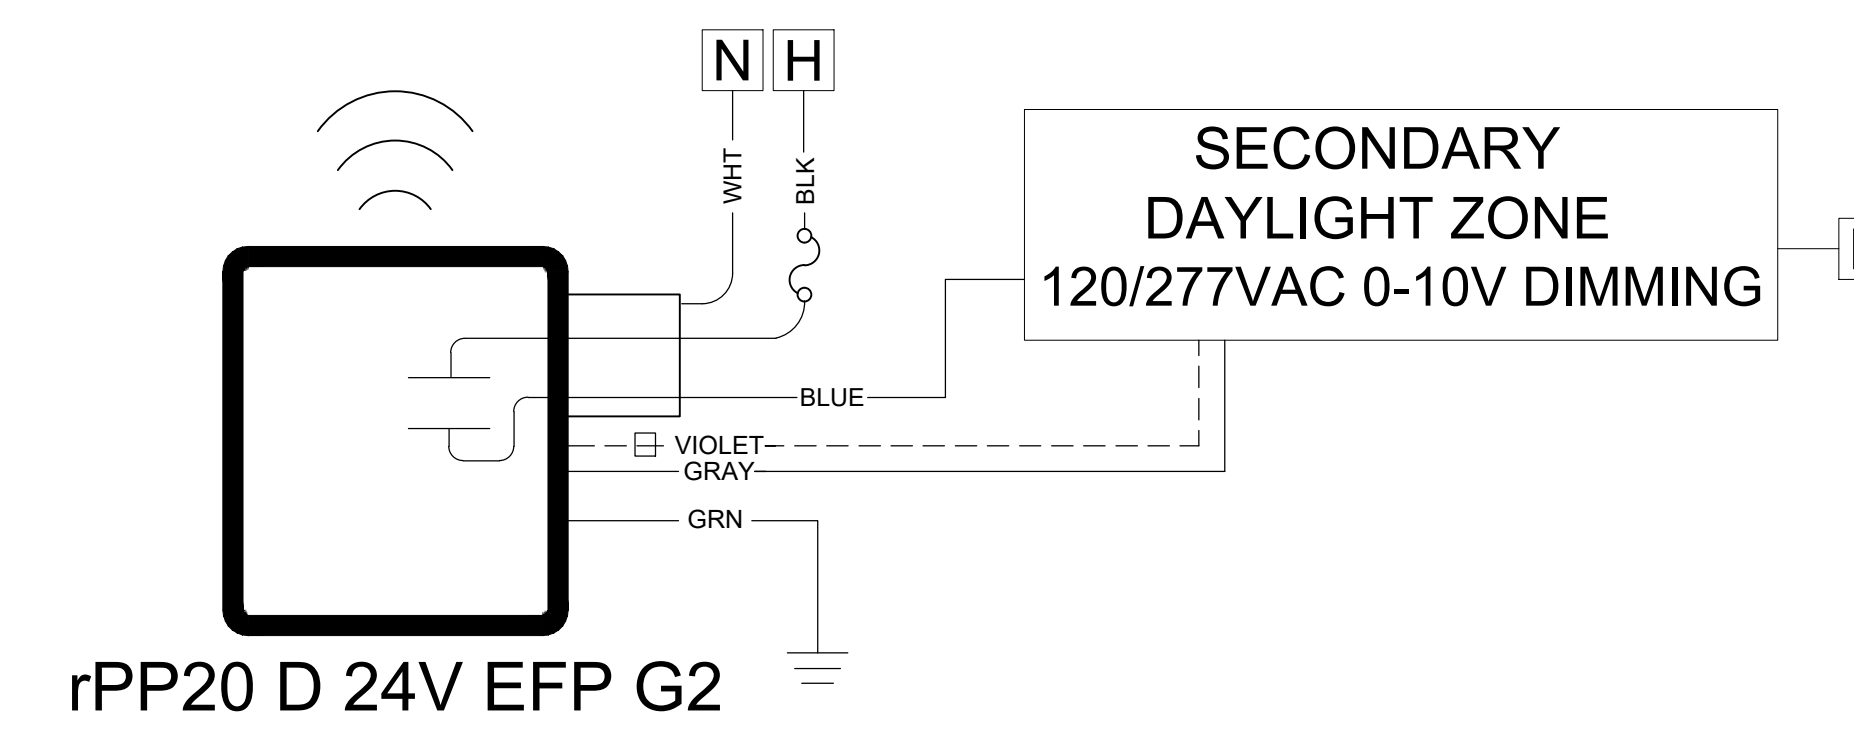 N H
WHT
BLK
SECONDARY
DAYLIGHT ZONE
120/277VAC 0-10V DIMMING
BLUE
VIOLET
GRAY
GRN
rPP20 D 24V EFP G2